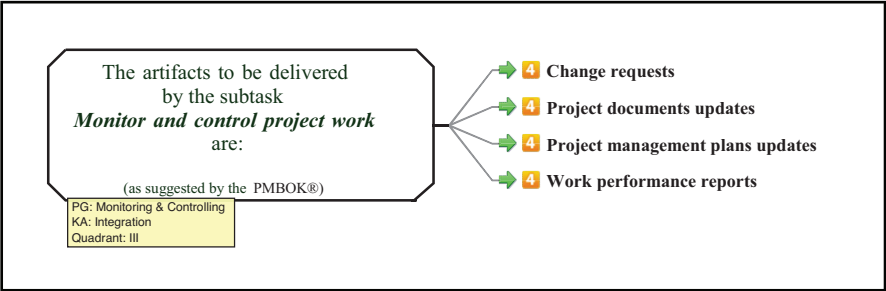 The artifacts to be delivered
by the subtask
Monitor and control project work
are:
(as suggested by the PMBOK®)
PG: Monitoring & Controlling
KA: Integration
Quadrant: III
4 Change requests
4 Project documents updates
4 Project management plans updates
4 Work performance reports